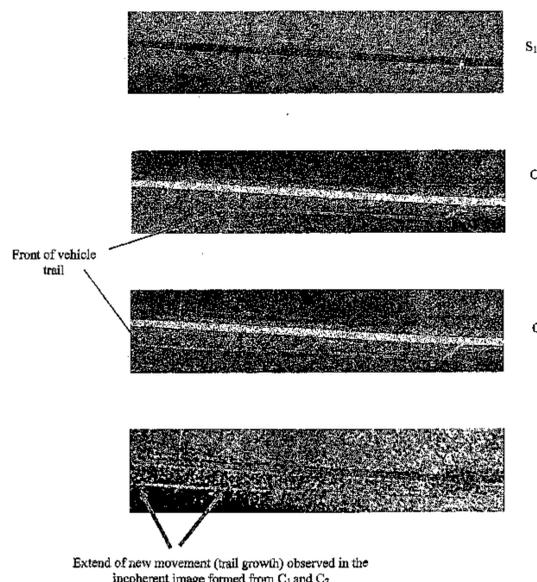 S₁
C
Front of vehicle
trail
C
Extend of new movement (trail growth) observed in the
incoherent image formed from C₁ and C₂